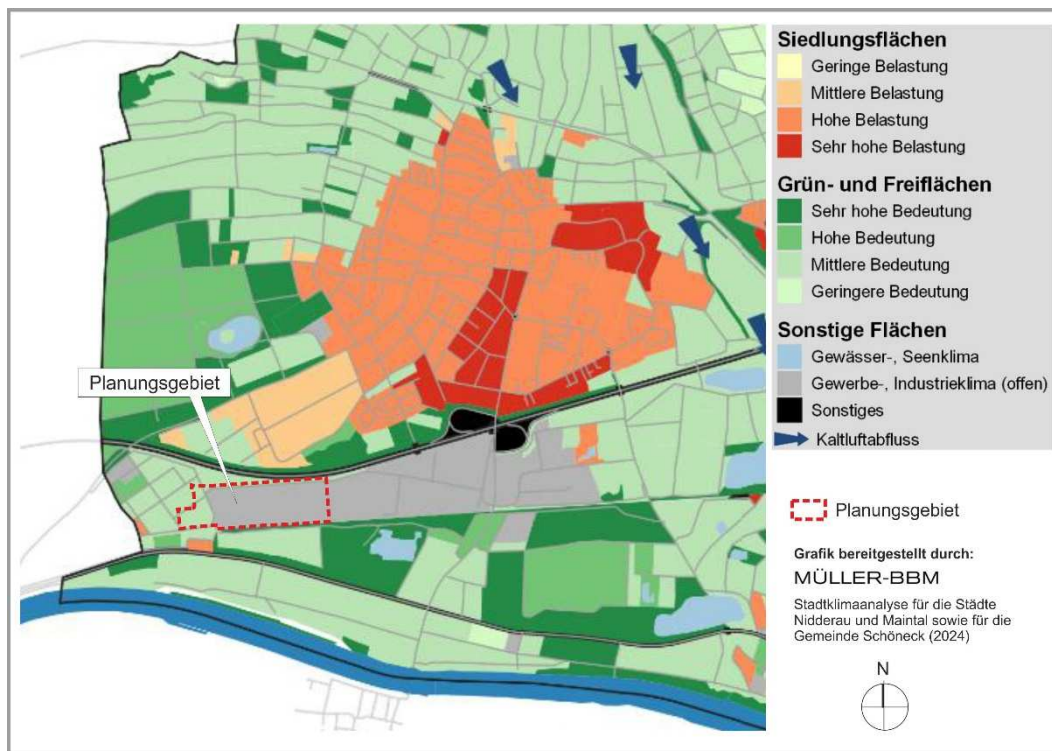 Planungsgebiet
Siedlungsflächen
Geringe Belastung
Mittlere Belastung
Hohe Belastung
Sehr hohe Belastung
Grün- und Freiflächen
Sehr hohe Bedeutung
Hohe Bedeutung
Mittlere Bedeutung
Geringere Bedeutung
Sonstige Flächen
Gewässer-, Seenklima
Gewerbe-, Industrieklima (offen)
Sonstiges
Kaltluftabfluss
Planungsgebiet
Grafik bereitgestellt durch:
MÜLLER-BBM
Stadtklimaanalyse für die Städte
Nidderau und Maintal sowie für die
Gemeinde Schöneck (2024)
N